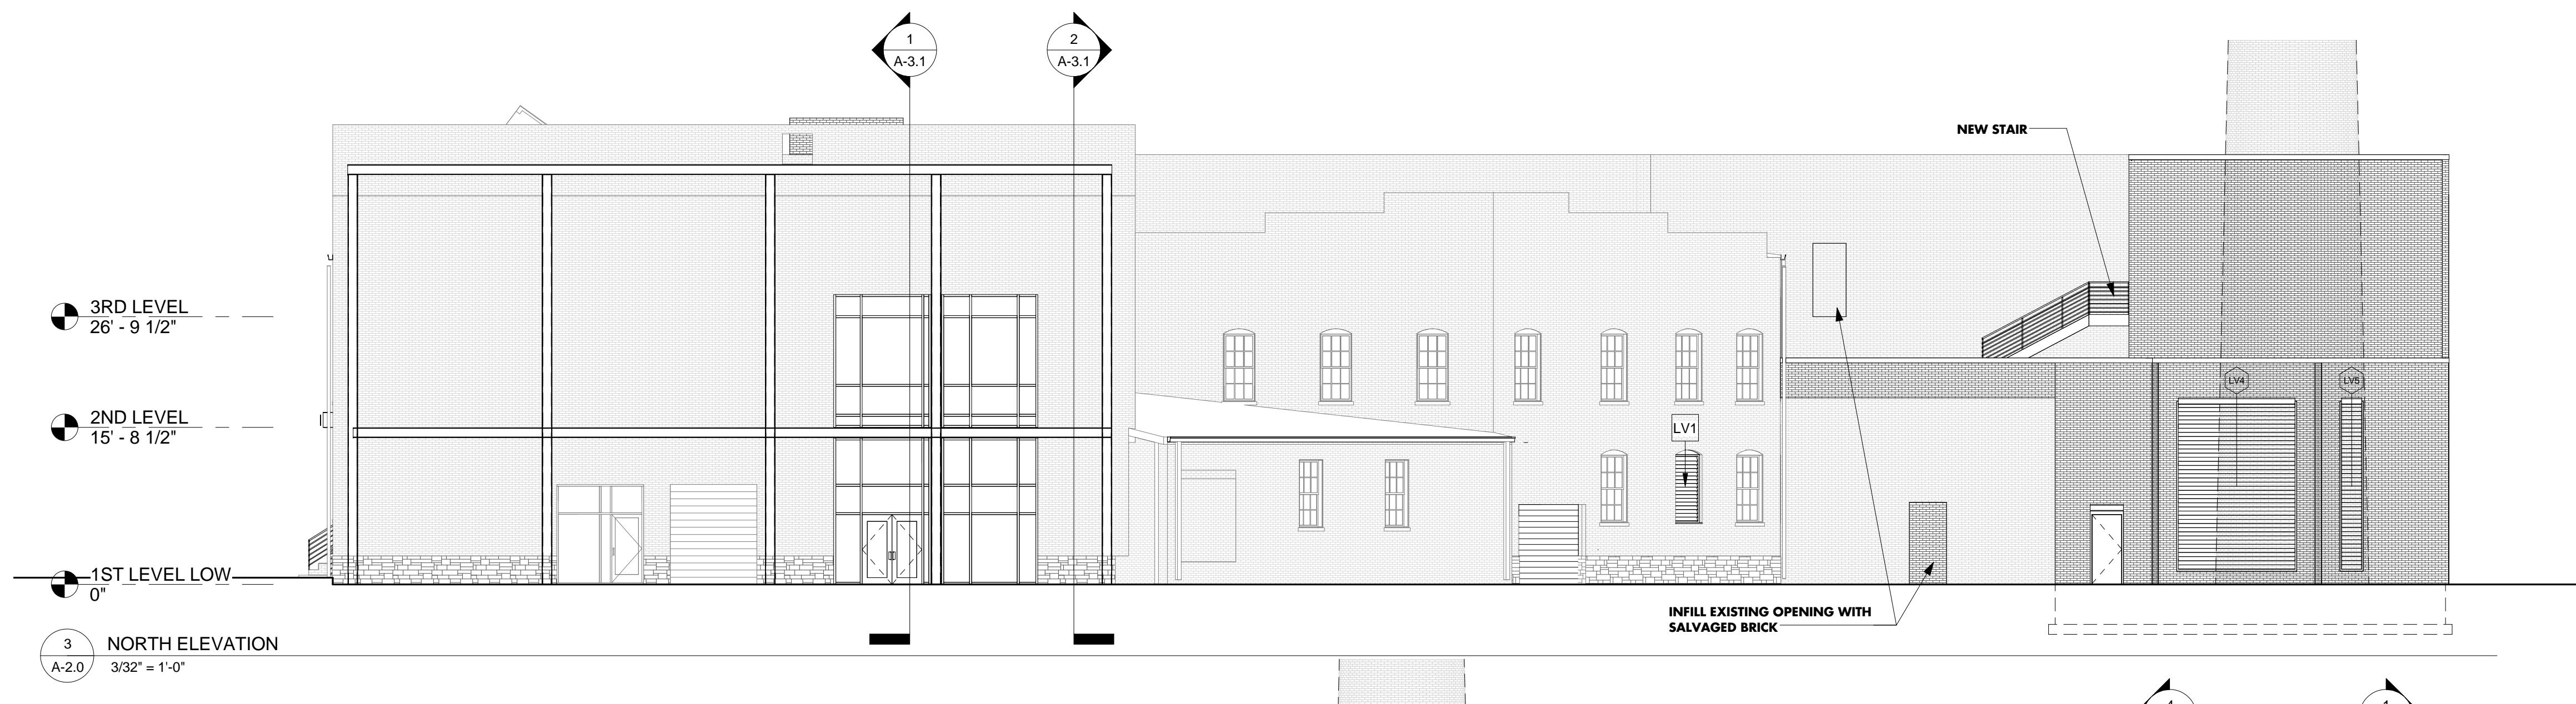 1
A-3.1
2
A-3.1
NEW STAIR
3RD LEVEL
26' - 9 1/2"
LV4
LV5
2ND LEVEL
15' - 8 1/2"
LV1
1ST LEVEL LOW
0"
INFILL EXISTING OPENING WITH
SALVAGED BRICK
3
A-2.0
NORTH ELEVATION
3/32" = 1'-0"